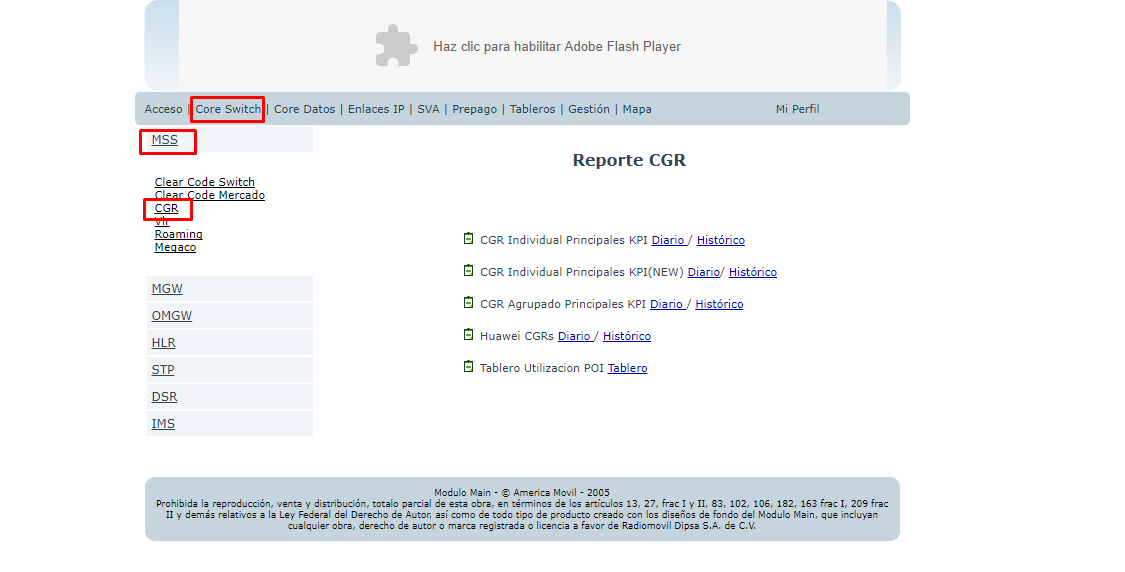 Haz clic para habilitar Adobe Flash Player
Acceso | Core Switch | Core Datos | Enlaces IP | SVA | Prepago | Tableros | Gestión | Mapa Mi Perfil
MSS
Reporte CGR
Clear Code Switch
Clear Code Mercado
CGR
Vlr
Roaming
Megaco
CGR Individual Principales KPI Diario / Histórico
CGR Individual Principales KPI(NEW) Diario/ Histórico
CGR Agrupado Principales KPI Diario / Histórico
Huawei CGRs Diario / Histórico
Tablero Utilizacion POI Tablero
MGW
OMGW
HLR
STP
DSR
IMS
Modulo Main - © America Movil - 2005
Prohibida la reproducción, venta y distribución, totalo parcial de esta obra, en términos de los artículos 13, 27, frac I y II, 83, 102, 106, 182, 163 frac I, 209 frac
II y demás relativos a la Ley Federal del Derecho de Autor, así como de todo tipo de producto creado con los diseños de fondo del Modulo Main, que incluyan
cualquier obra, derecho de autor o marca registrada o licencia a favor de Radiomovil Dipsa S.A. de C.V.